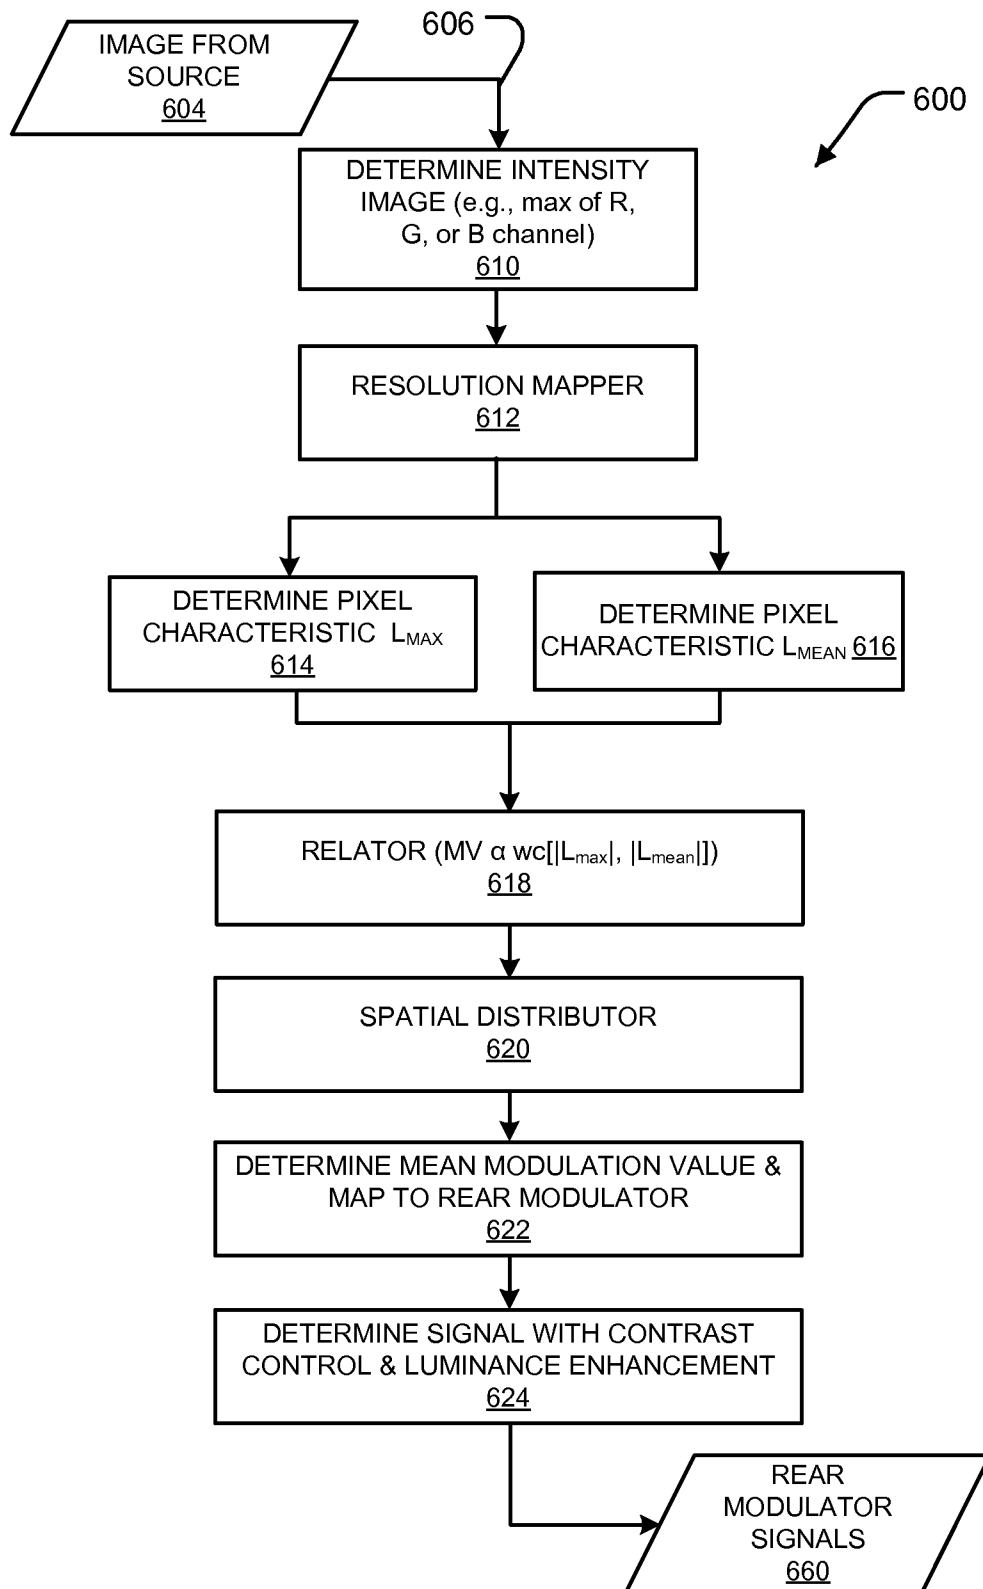 606
IMAGE FROM
SOURCE
604
600
DETERMINE INTENSITY
IMAGE (e.g., max of R,
G, or B channel)
610
RESOLUTION MAPPER
612
DETERMINE PIXEL
CHARACTERISTIC LMAX
614
DETERMINE PIXEL
CHARACTERISTIC LMEAN 616
RELATOR (MV α wc[|Lmax|, |Lmean|])
618
SPATIAL DISTRIBUTOR
620
DETERMINE MEAN MODULATION VALUE &
MAP TO REAR MODULATOR
622
DETERMINE SIGNAL WITH CONTRAST
CONTROL & LUMINANCE ENHANCEMENT
624
REAR
MODULATOR
SIGNALS
660